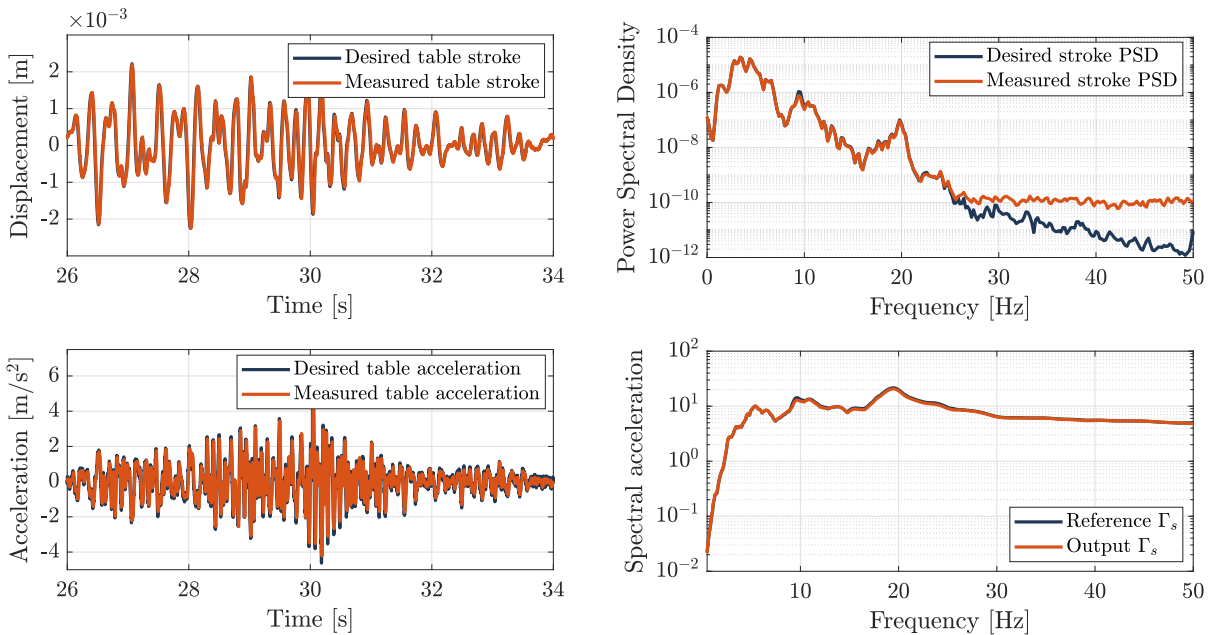 ×10⁻³
Displacement [m]
2
1
0
-1
-2
Desired table stroke
Measured table stroke
26 28 30 32 34
Time [s]
Power Spectral Density
10⁻⁴
10⁻⁶
10⁻⁸
10⁻¹⁰
10⁻¹²
Desired stroke PSD
Measured stroke PSD
0 10 20 30 40 50
Frequency [Hz]
Acceleration [m/s²]
6
4
2
0
-2
-4
Desired table acceleration
Measured table acceleration
26 28 30 32 34
Time [s]
Spectral acceleration
10²
10¹
10⁰
10⁻¹
10⁻²
Reference Γₛ
Output Γₛ
10 20 30 40 50
Frequency [Hz]